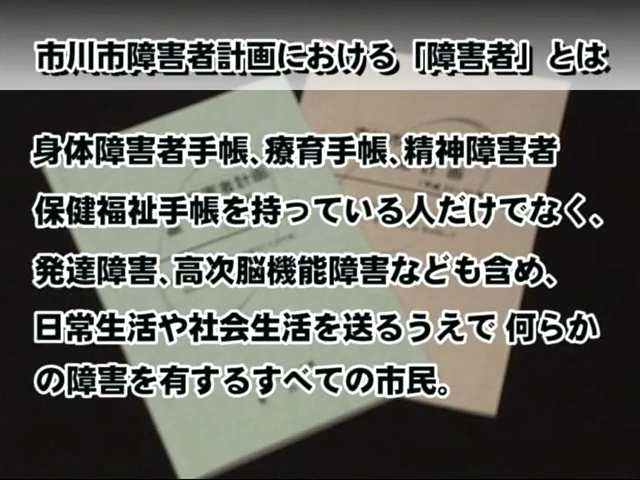 市川市障害者計画における「障害者」とは
身体障害者手帳、療育手帳、精神障害者
保健福祉手帳を持っている人だけでなく、
発達障害、高次脳機能障害なども含め、
日常生活や社会生活を送るうえで 何らか
の障害を有するすべての市民。